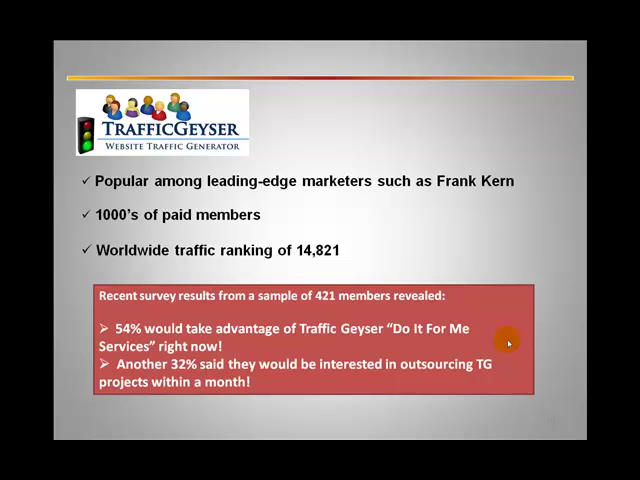 TRAFFICGEYSER
WEBSITE TRAFFIC GENERATOR
✓ Popular among leading-edge marketers such as Frank Kern
✓ 1000's of paid members
✓ Worldwide traffic ranking of 14,821
Recent survey results from a sample of 421 members revealed:
➢ 54% would take advantage of Traffic Geyser “Do It For Me
Services” right now!
➢ Another 32% said they would be interested in outsourcing TG
projects within a month!